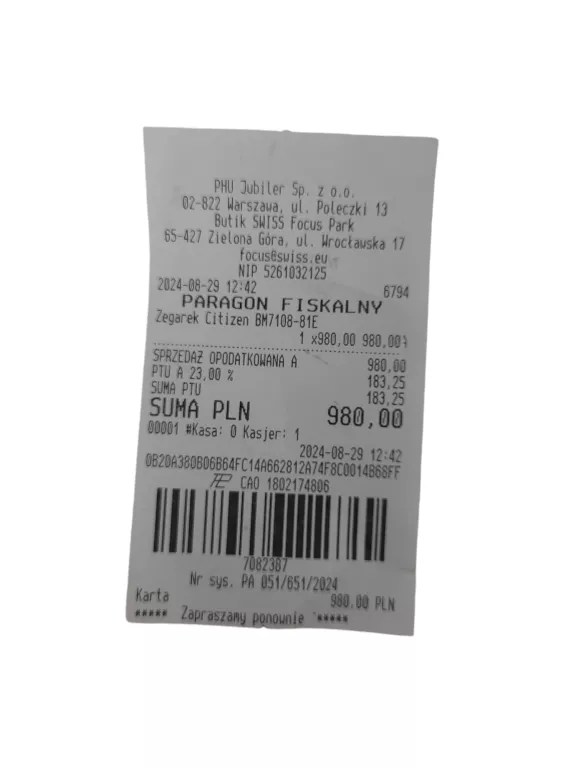 PHU Jubiler Sp. z o.o.
02-822 Warszawa, ul. Poleczki 13
Butik SWISS Focus Park
65-427 Zielona Góra, ul. Wrocławska 17
focus@swiss.eu
NIP 5261032125
2024-08-29 12:42 6794
PARAGON FISKALNY
Zegarek Citizen BM7108-81E
1 x980,00 980,00A
SPRZEDAŻ OPODATKOWANA A 980,00
PTU A 23,00 % 183,25
SUMA PTU 183,25
SUMA PLN 980,00
00001 #Kasa: 0 Kasjer: 1
2024-08-29 12:42
0B20A380B06B64FC14A662812A74F8C0014B68FF
CAO 1802174806
7082387
Nr sys. PA 051/651/2024
Karta 980,00 PLN
***** Zapraszamy ponownie *****